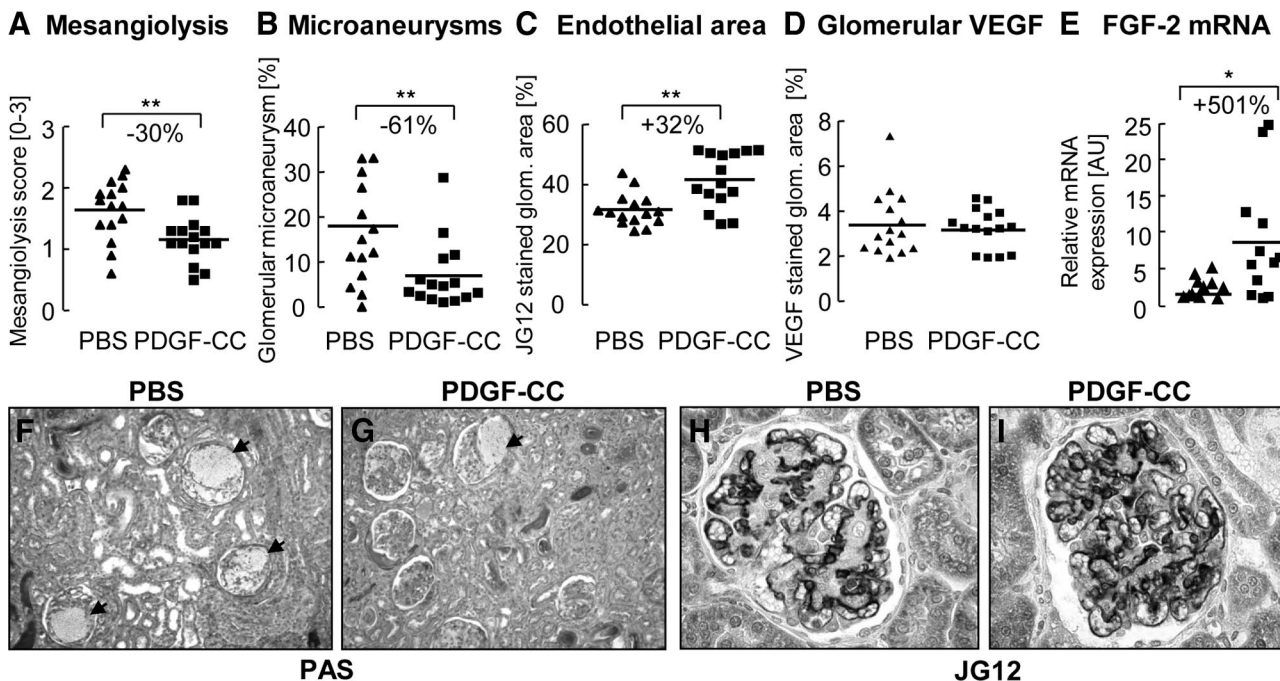 A Mesangiolysis
B Microaneurysms
C Endothelial area
D Glomerular VEGF
E FGF-2 mRNA
Mesangiolysis score [0-3]
3
2
1
0
**
-30%
PBS PDGF-CC
Glomerular microaneurysm [%]
40
30
20
10
0
**
-61%
PBS PDGF-CC
JG12 stained glom. area [%]
60
40
20
0
**
+32%
PBS PDGF-CC
VEGF stained glom. area [%]
8
6
4
2
0
PBS PDGF-CC
Relative mRNA
expression [AU]
25
20
15
10
5
0
*
+501%
PBS PDGF-CC
PBS
PDGF-CC
PBS
PDGF-CC
F
G
H
I
PAS
JG12